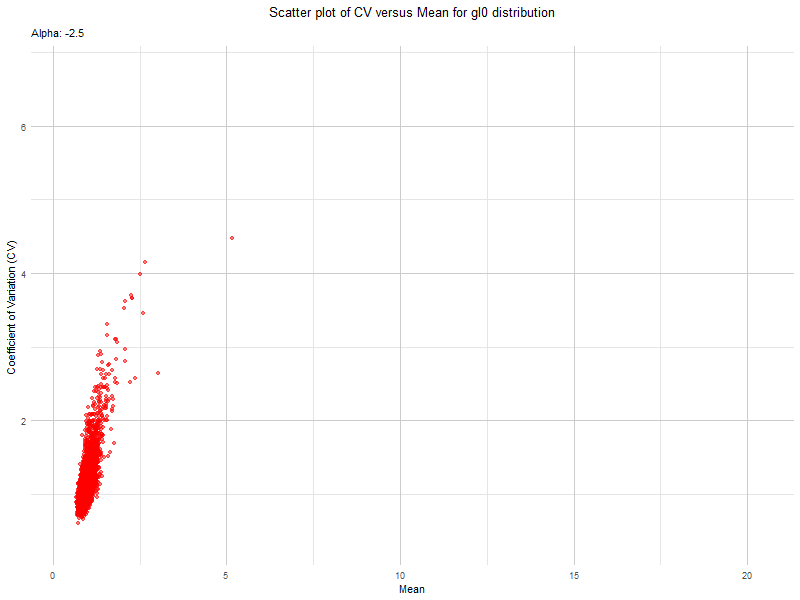 Scatter plot of CV versus Mean for gI0 distribution
Alpha: -2.5
Coefficient of Variation (CV)
6
4
2
0 5 10 15 20
Mean